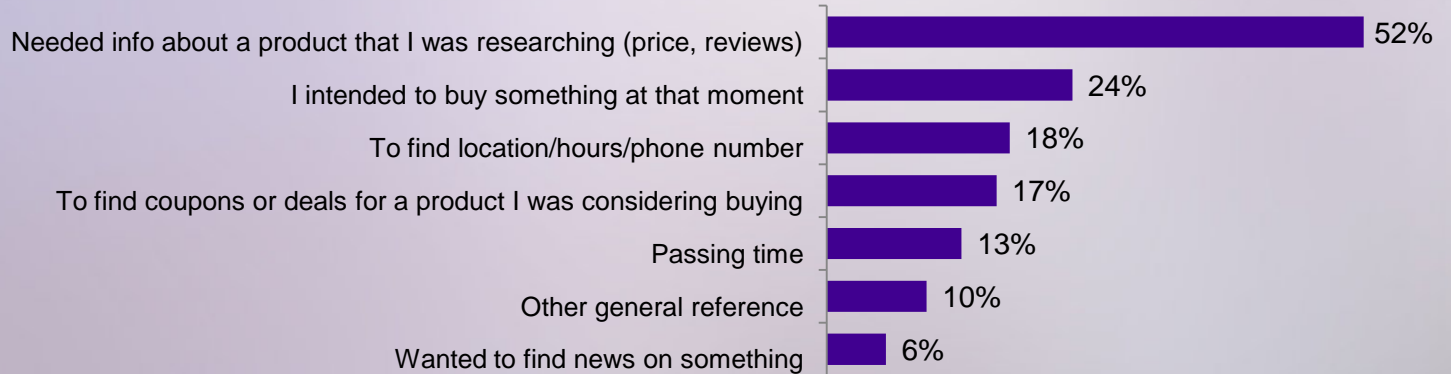 Needed info about a product that I was researching (price, reviews) 52%
I intended to buy something at that moment 24%
To find location/hours/phone number 18%
To find coupons or deals for a product I was considering buying 17%
Passing time 13%
Other general reference 10%
Wanted to find news on something 6%